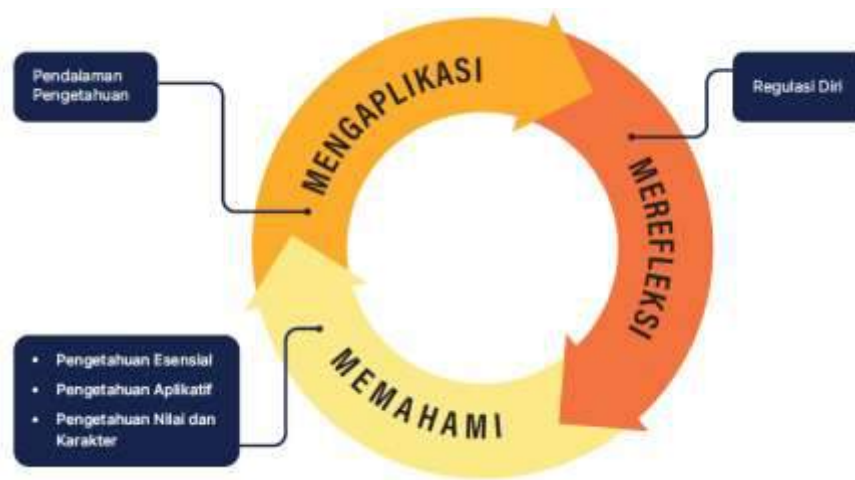 Pendalaman
Pengetahuan
MENGAPLIKASI
Regulasi Diri
MEREFLEKSI
• Pengetahuan Esensial
• Pengetahuan Aplikatif
• Pengetahuan Nilai dan
Karakter
MEMAHAMI